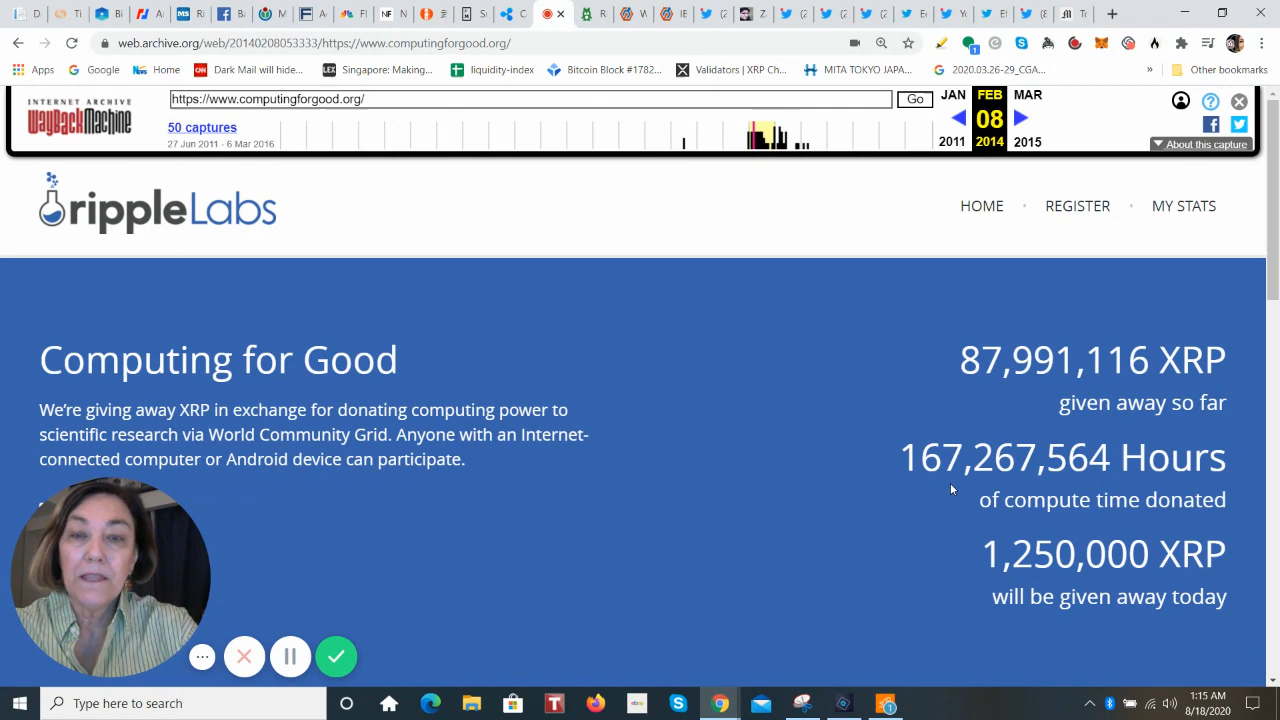 web.archive.org/web/20140208053333/https://www.computingforgood.org/
Apps
Google
Home
Dark Mail will hide...
Singapore: Making...
liquidity-index
Bitcoin Block #1782...
Validators | XRP Ch...
MITA TOKYO JAPA...
2020.03.26-29_CGA...
»
Other bookmarks
INTERNET ARCHIVE
WayBackMachine
https://www.computingforgood.org/
Go
JAN FEB MAR
50 captures
08
27 Jun 2011 - 6 Mar 2016
2011 2014 2015
About this capture
rippleLabs
HOME
REGISTER
MY STATS
Computing for Good
We're giving away XRP in exchange for donating computing power to
scientific research via World Community Grid. Anyone with an Internet-
connected computer or Android device can participate.
87,991,116 XRP
given away so far
167,267,564 Hours
of compute time donated
1,250,000 XRP
will be given away today
Type here to search
1:15 AM
8/18/2020